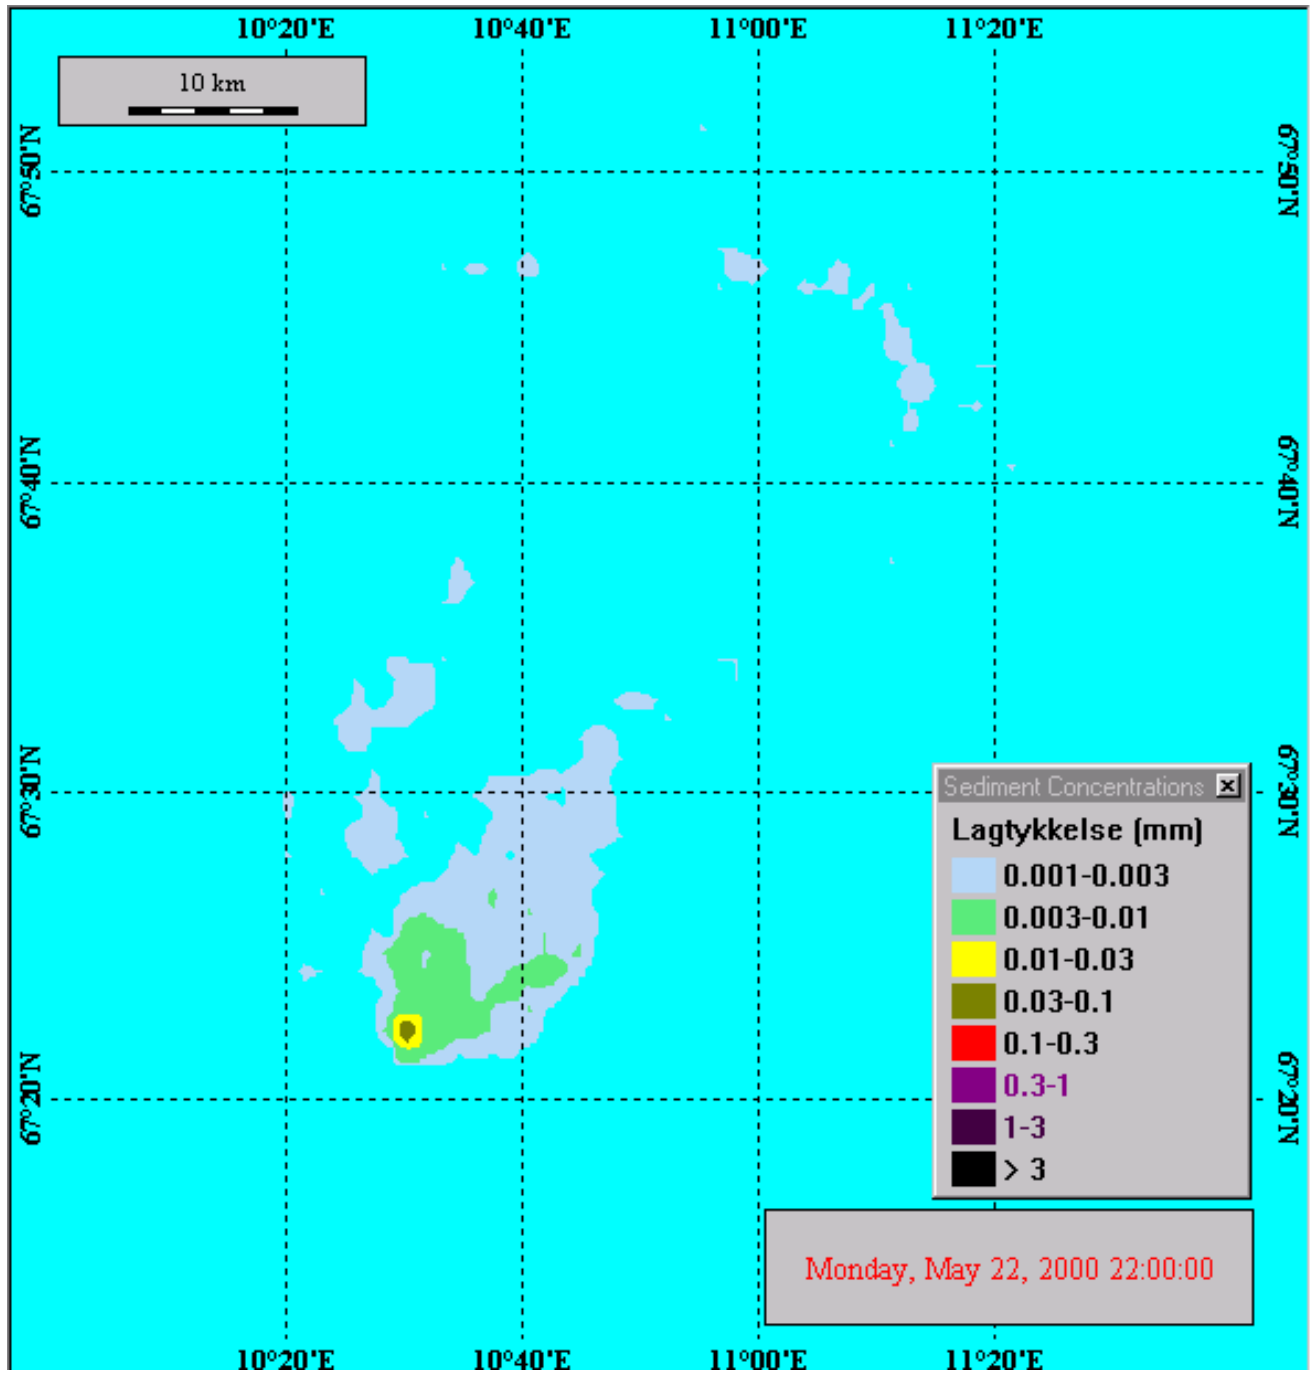 10°20'E 10°40'E 11°00'E 11°20'E
10 km
67°50'N 67°50'N
67°40'N 67°40'N
67°30'N 67°30'N
Sediment Concentrations
Lagtykkelse (mm)
0.001-0.003
0.003-0.01
0.01-0.03
0.03-0.1
0.1-0.3
0.3-1
1-3
> 3
67°20'N 67°20'N
Monday, May 22, 2000 22:00:00
10°20'E 10°40'E 11°00'E 11°20'E